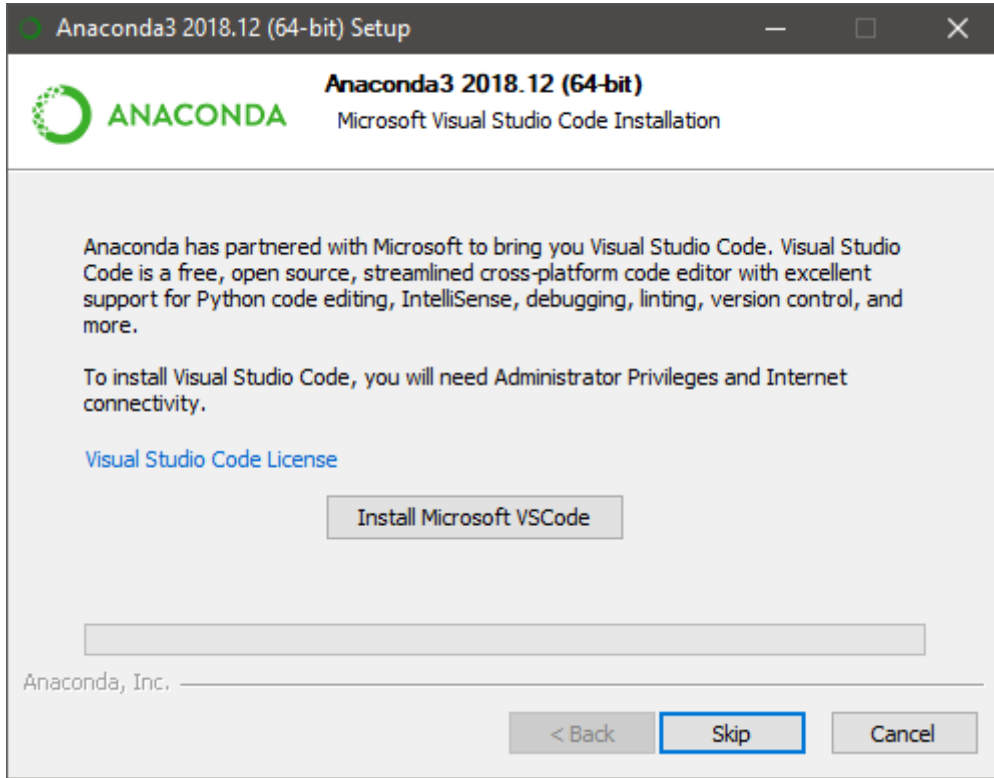 Anaconda3 2018.12 (64-bit) Setup
ANACONDA
Anaconda3 2018.12 (64-bit)
Microsoft Visual Studio Code Installation
Anaconda has partnered with Microsoft to bring you Visual Studio Code. Visual Studio
Code is a free, open source, streamlined cross-platform code editor with excellent
support for Python code editing, IntelliSense, debugging, linting, version control, and
more.
To install Visual Studio Code, you will need Administrator Privileges and Internet
connectivity.
Visual Studio Code License
Install Microsoft VSCode
Anaconda, Inc.
< Back
Skip
Cancel